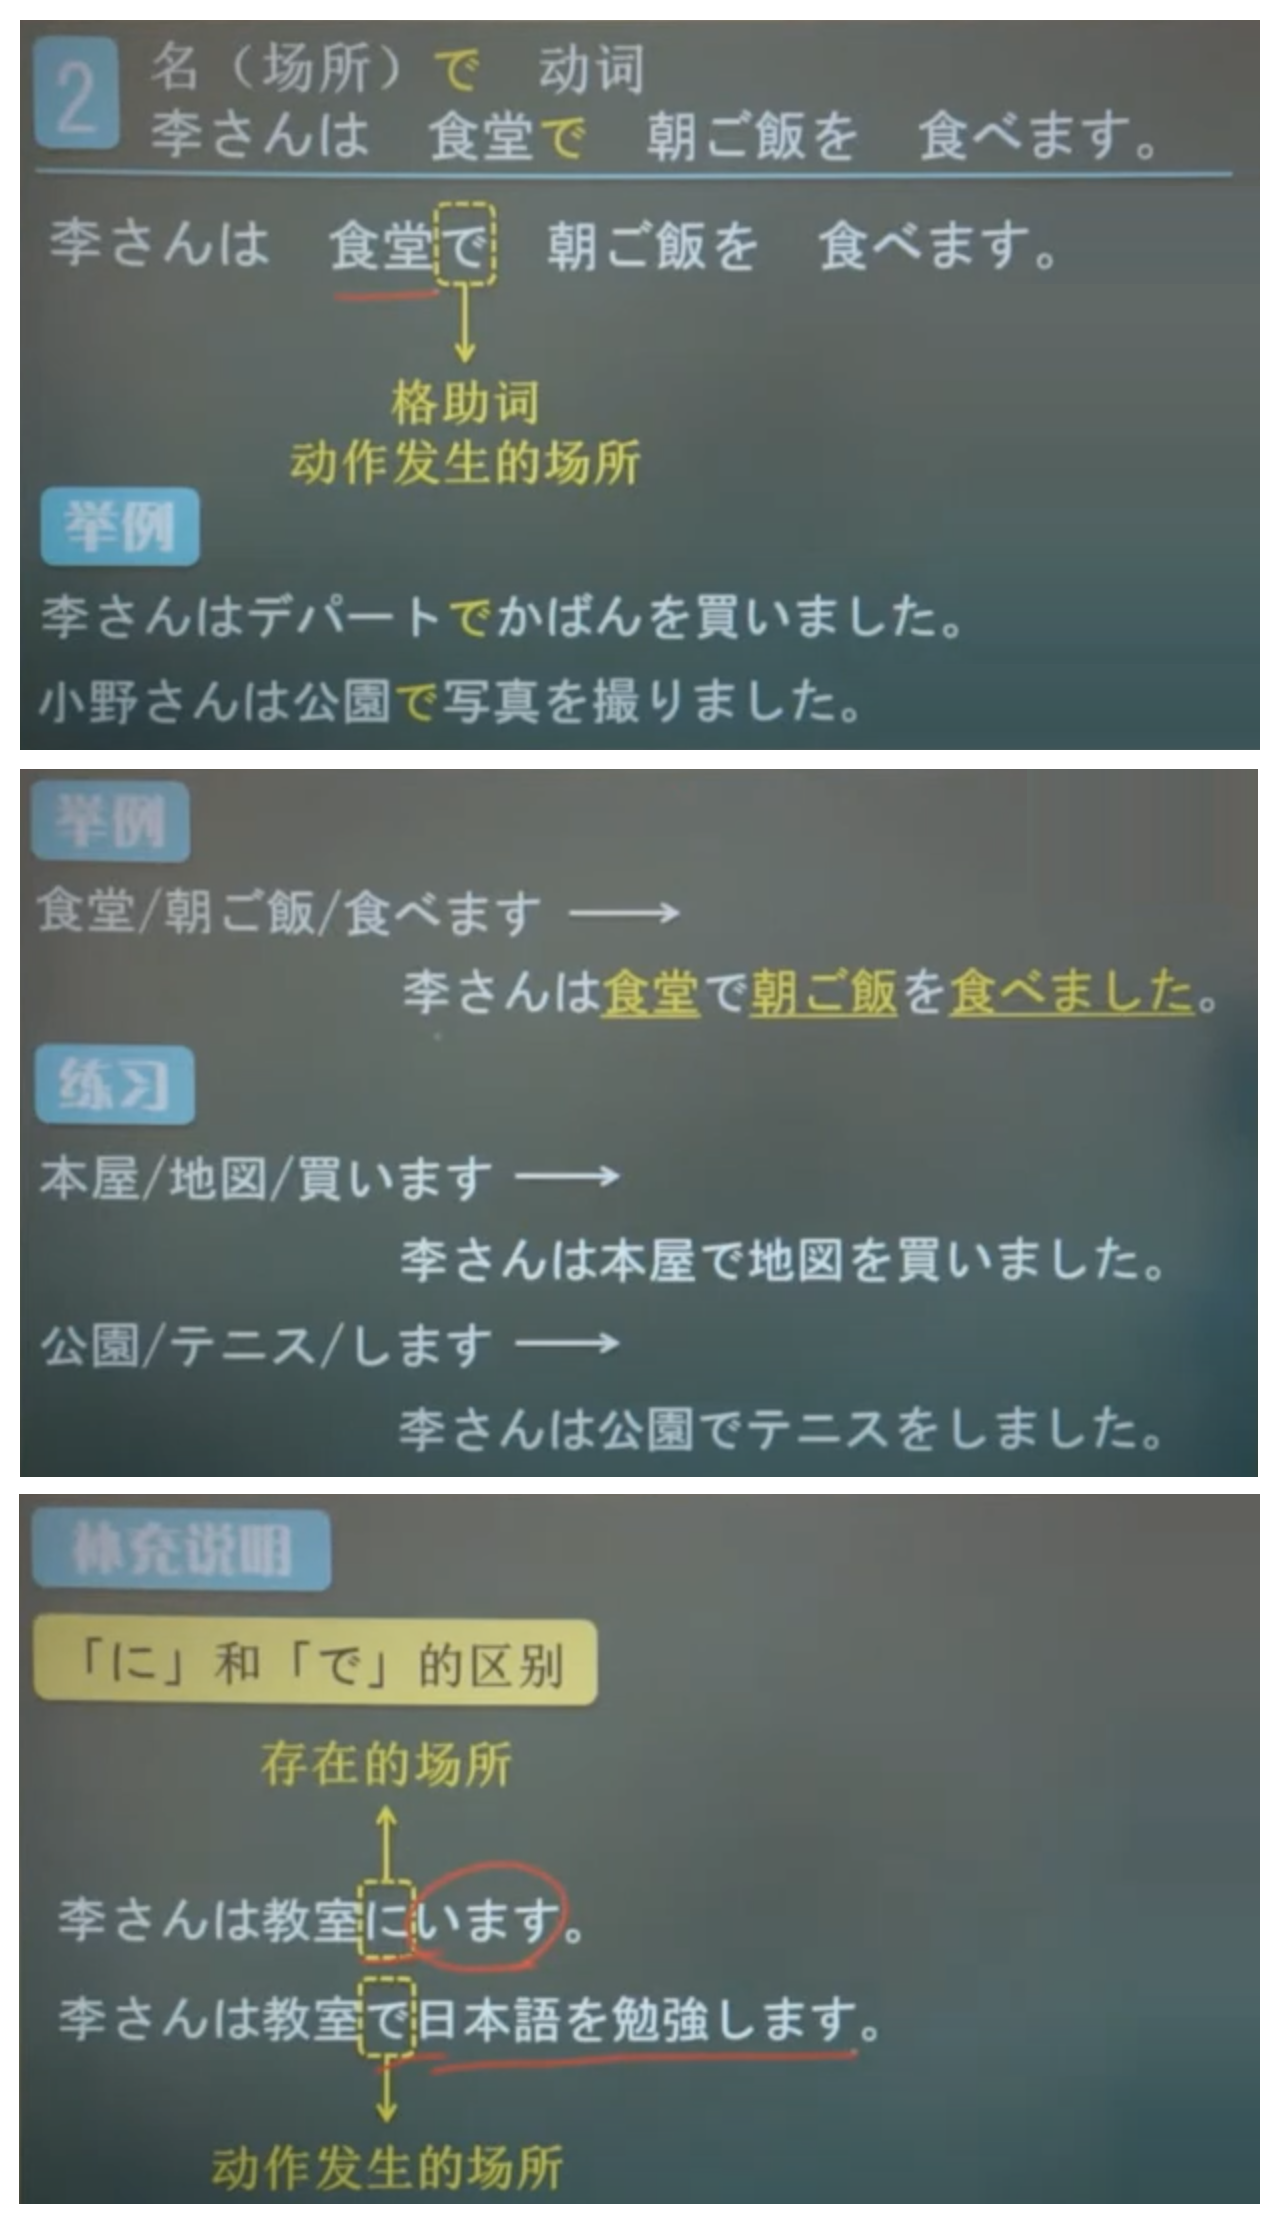 2
名（场所）で 动词
李さんは 食堂で 朝ご飯を 食べます。
李さんは 食堂で 朝ご飯を 食べます。
格助词
动作发生的场所
举例
李さんはデパートでかばんを買いました。
小野さんは公園で写真を撮りました。
举例
食堂/朝ご飯/食べます →
李さんは食堂で朝ご飯を食べました。
练习
本屋/地図/買います →
李さんは本屋で地図を買いました。
公園/テニス/します →
李さんは公園でテニスをしました。
补充说明
「に」和「で」的区别
存在的场所
李さんは教室にいます。
李さんは教室で日本語を勉強します。
动作发生的场所